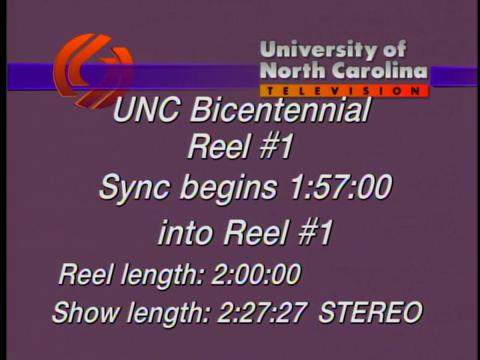 University of
North Carolina
TELEVISION
UNC Bicentennial
Reel #1
Sync begins 1:57:00
into Reel #1
Reel length: 2:00:00
Show length: 2:27:27 STEREO